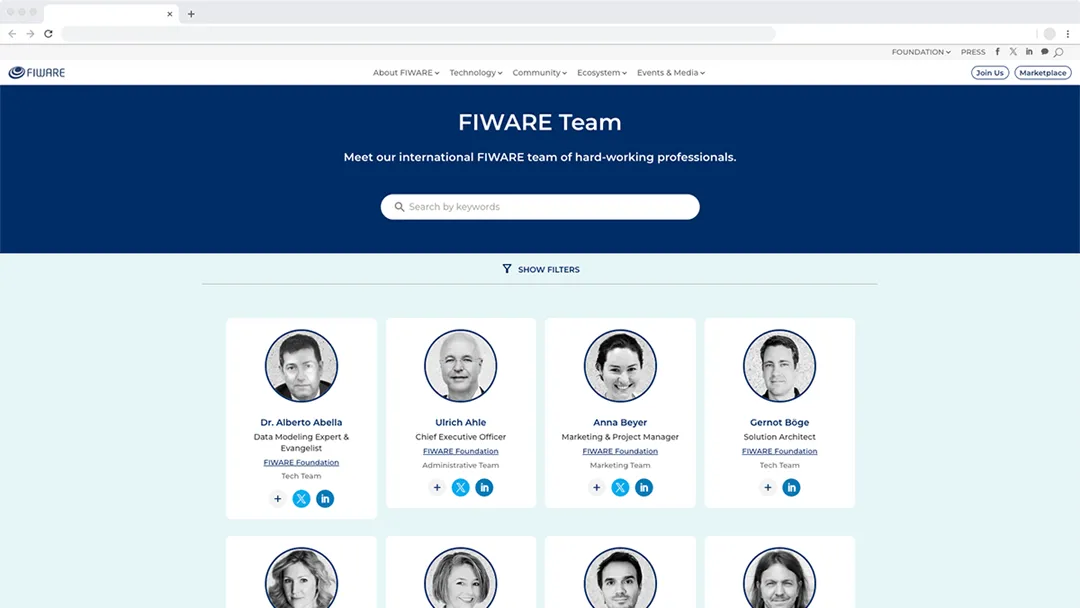 FOUNDATION PRESS
FIWARE
About FIWARE Technology Community Ecosystem Events & Media
Join Us Marketplace
FIWARE Team
Meet our international FIWARE team of hard-working professionals.
Search by keywords
SHOW FILTERS
Dr. Alberto Abella
Data Modeling Expert &
Evangelist
FIWARE Foundation
Tech Team
Ulrich Ahle
Chief Executive Officer
FIWARE Foundation
Administrative Team
Anna Beyer
Marketing & Project Manager
FIWARE Foundation
Marketing Team
Gernot Böge
Solution Architect
FIWARE Foundation
Tech Team